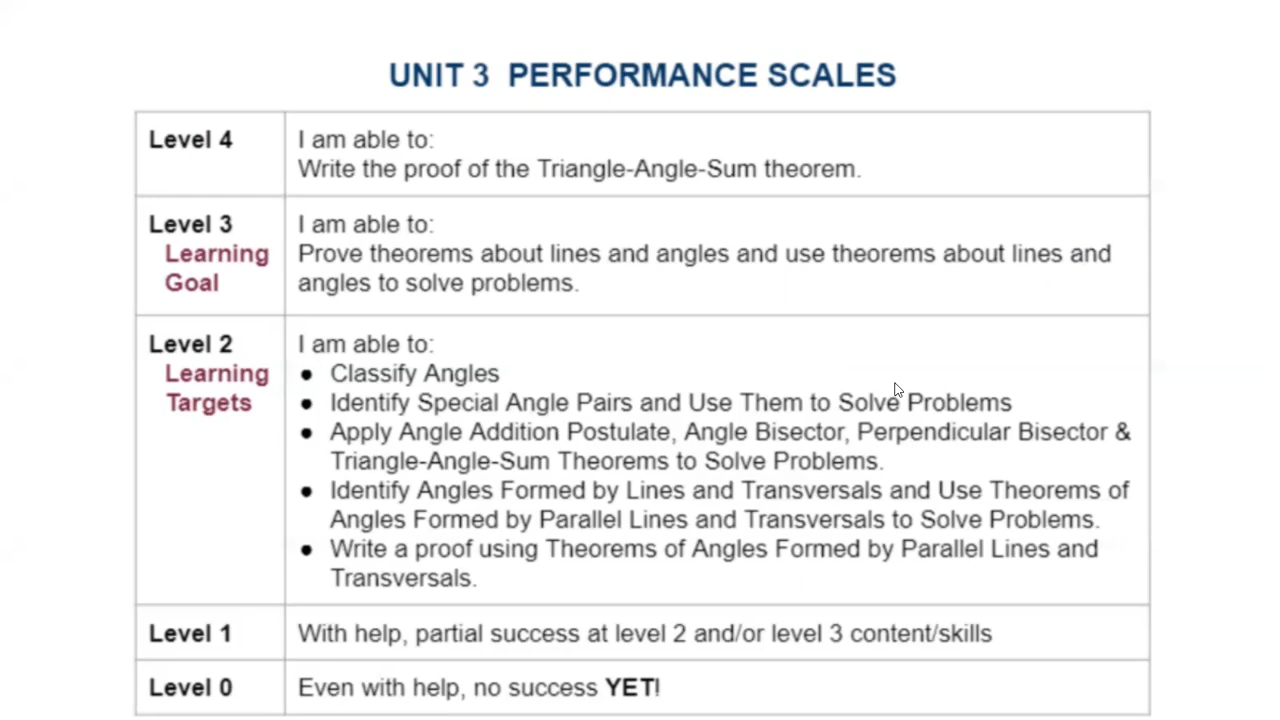 UNIT 3 PERFORMANCE SCALES
Level 4
I am able to:
Write the proof of the Triangle-Angle-Sum theorem.
Level 3
Learning
Goal
I am able to:
Prove theorems about lines and angles and use theorems about lines and
angles to solve problems.
Level 2
Learning
Targets
I am able to:
● Classify Angles
● Identify Special Angle Pairs and Use Them to Solve Problems
● Apply Angle Addition Postulate, Angle Bisector, Perpendicular Bisector &
Triangle-Angle-Sum Theorems to Solve Problems.
● Identify Angles Formed by Lines and Transversals and Use Theorems of
Angles Formed by Parallel Lines and Transversals to Solve Problems.
● Write a proof using Theorems of Angles Formed by Parallel Lines and
Transversals.
Level 1
With help, partial success at level 2 and/or level 3 content/skills
Level 0
Even with help, no success YET!